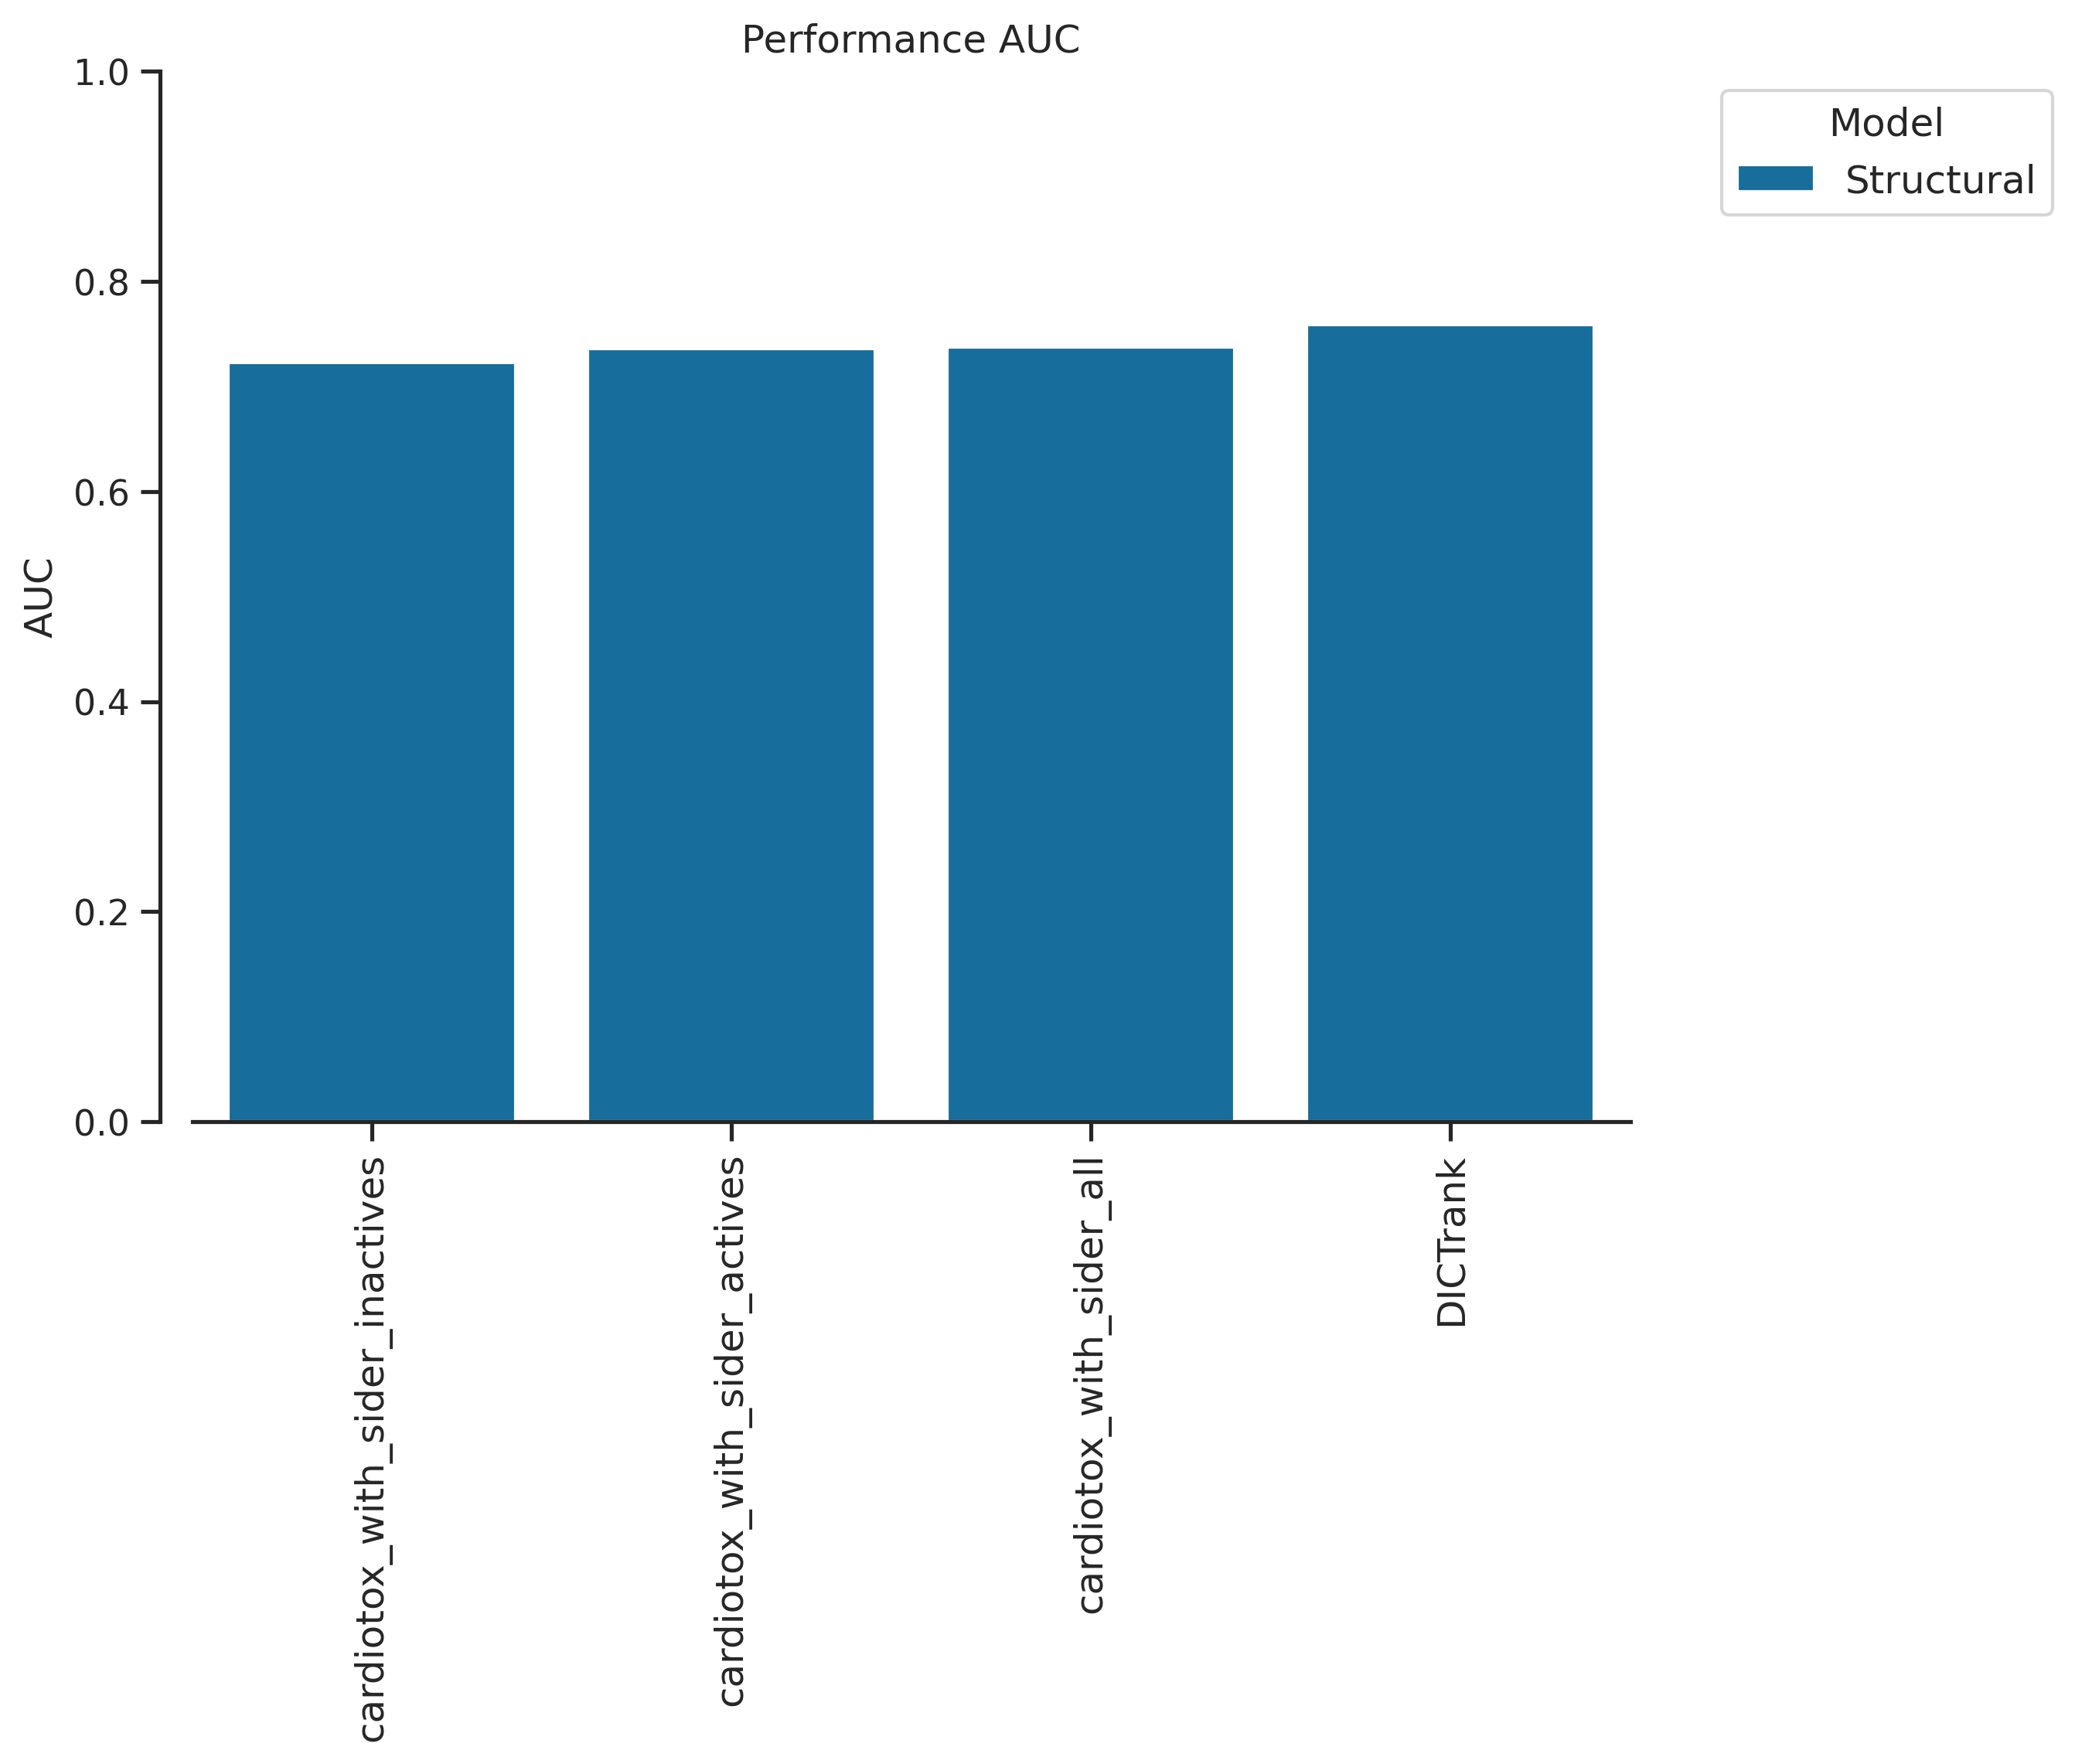 Performance AUC
Model
Structural
AUC
1.0
0.8
0.6
0.4
0.2
0.0
cardiotox_with_sider_inactives
cardiotox_with_sider_actives
cardiotox_with_sider_all
DICTrank